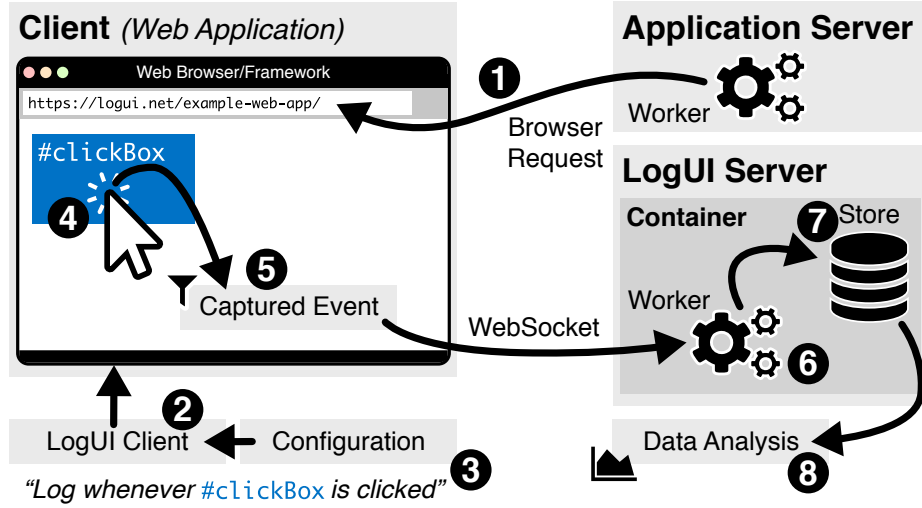 Client (Web Application)
Web Browser/Framework
https://logui.net/example-web-app/
#clickBox
4
5
Captured Event
1
Browser
Request
Application Server
Worker
LogUI Server
Container
7
Store
Worker
WebSocket
6
2
LogUI Client
Configuration
3
“Log whenever #clickBox is clicked”
Data Analysis
8